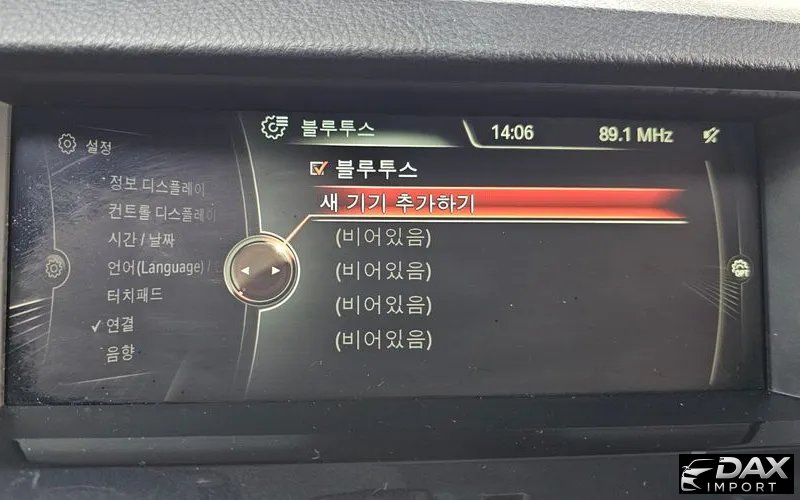 블루투스 14:06 89.1 MHz
블루투스
새 기기 추가하기
(비어있음)
(비어있음)
(비어있음)
(비어있음)
설정
정보 디스플레이
컨트롤 디스플레이
시간 / 날짜
언어(Language) /
터치패드
연결
음향
DAX
IMPORT